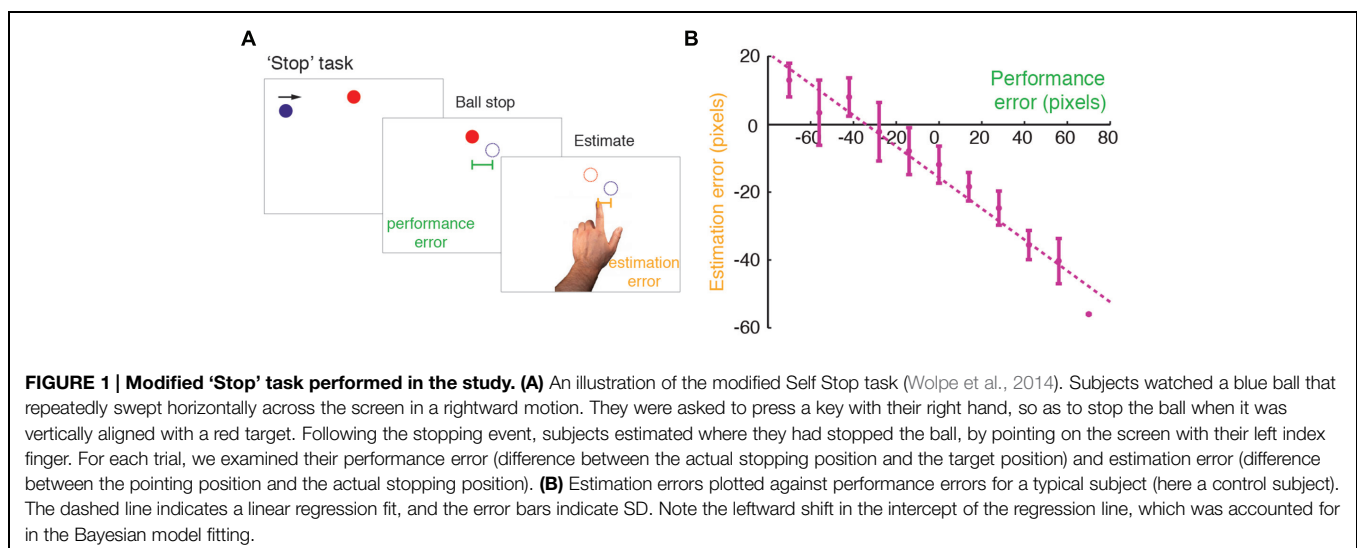 A
'Stop' task
Ball stop
Estimate
performance
error
estimation
error
B
20
0
-20
-40
-60
Estimation error (pixels)
Performance
error (pixels)
-60 -40 -20 0 20 40 60 80
FIGURE 1 | Modified 'Stop' task performed in the study. (A) An illustration of the modified Self Stop task (Wolpe et al., 2014). Subjects watched a blue ball that
repeatedly swept horizontally across the screen in a rightward motion. They were asked to press a key with their right hand, so as to stop the ball when it was
vertically aligned with a red target. Following the stopping event, subjects estimated where they had stopped the ball, by pointing on the screen with their left index
finger. For each trial, we examined their performance error (difference between the actual stopping position and the target position) and estimation error (difference
between the pointing position and the actual stopping position). (B) Estimation errors plotted against performance errors for a typical subject (here a control subject).
The dashed line indicates a linear regression fit, and the error bars indicate SD. Note the leftward shift in the intercept of the regression line, which was accounted for
in the Bayesian model fitting.